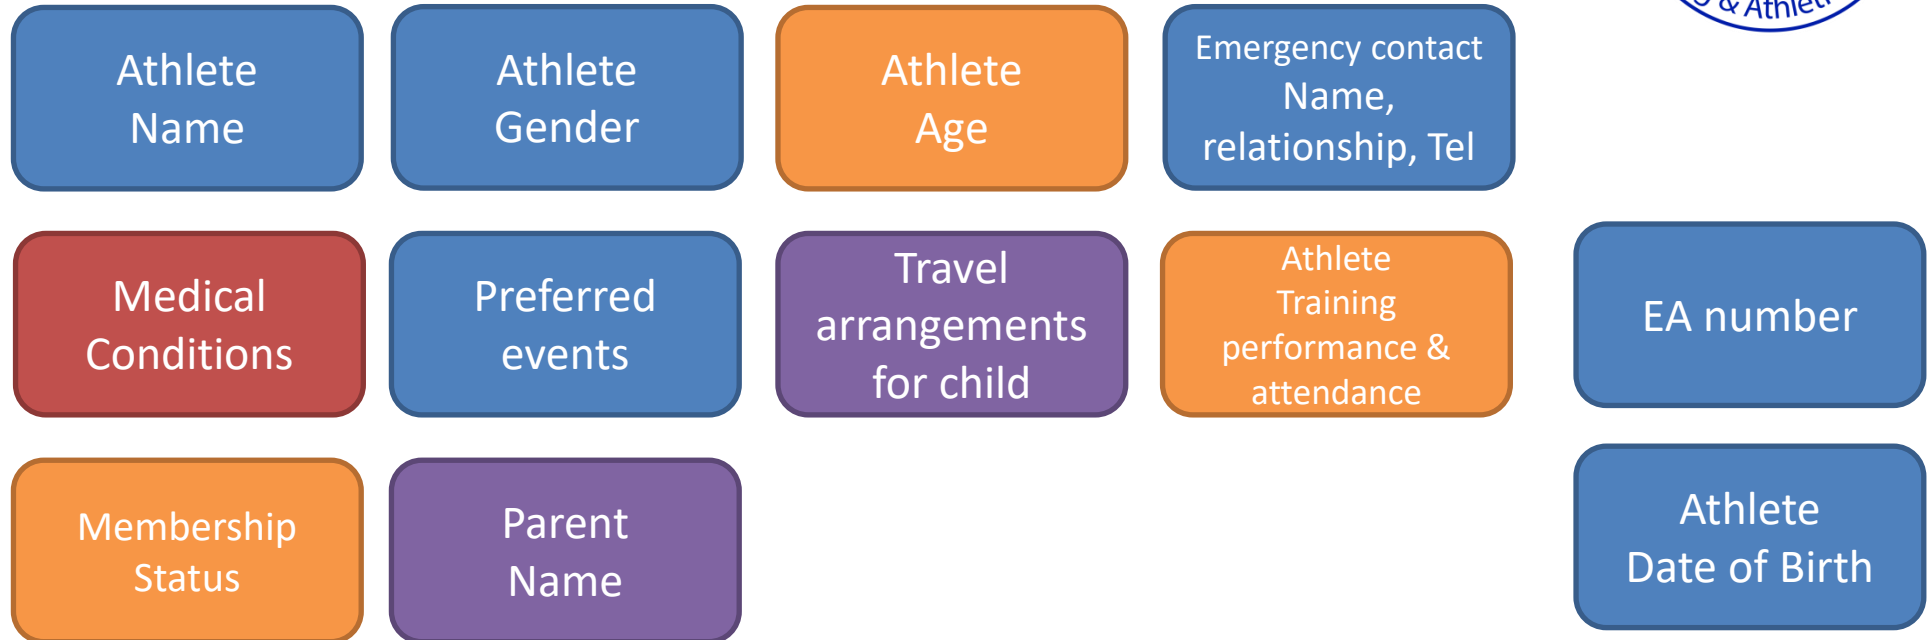 & Athleti
Athlete
Name
Athlete
Gender
Athlete
Age
Emergency contact
Name,
relationship, Tel
Medical
Conditions
Preferred
events
Travel
arrangements
for child
Athlete
Training
performance &
attendance
EA number
Membership
Status
Parent
Name
Athlete
Date of Birth